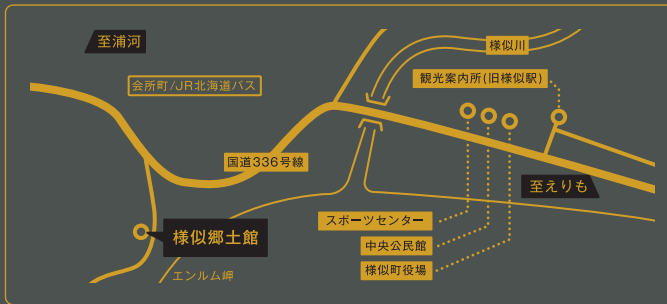 至浦河
様似川
会所町/JR北海道バス
観光案内所(旧様似駅)
国道336号線
至えりも
スポーツセンター
様似郷土館
中央公民館
様似町役場
エンルム岬